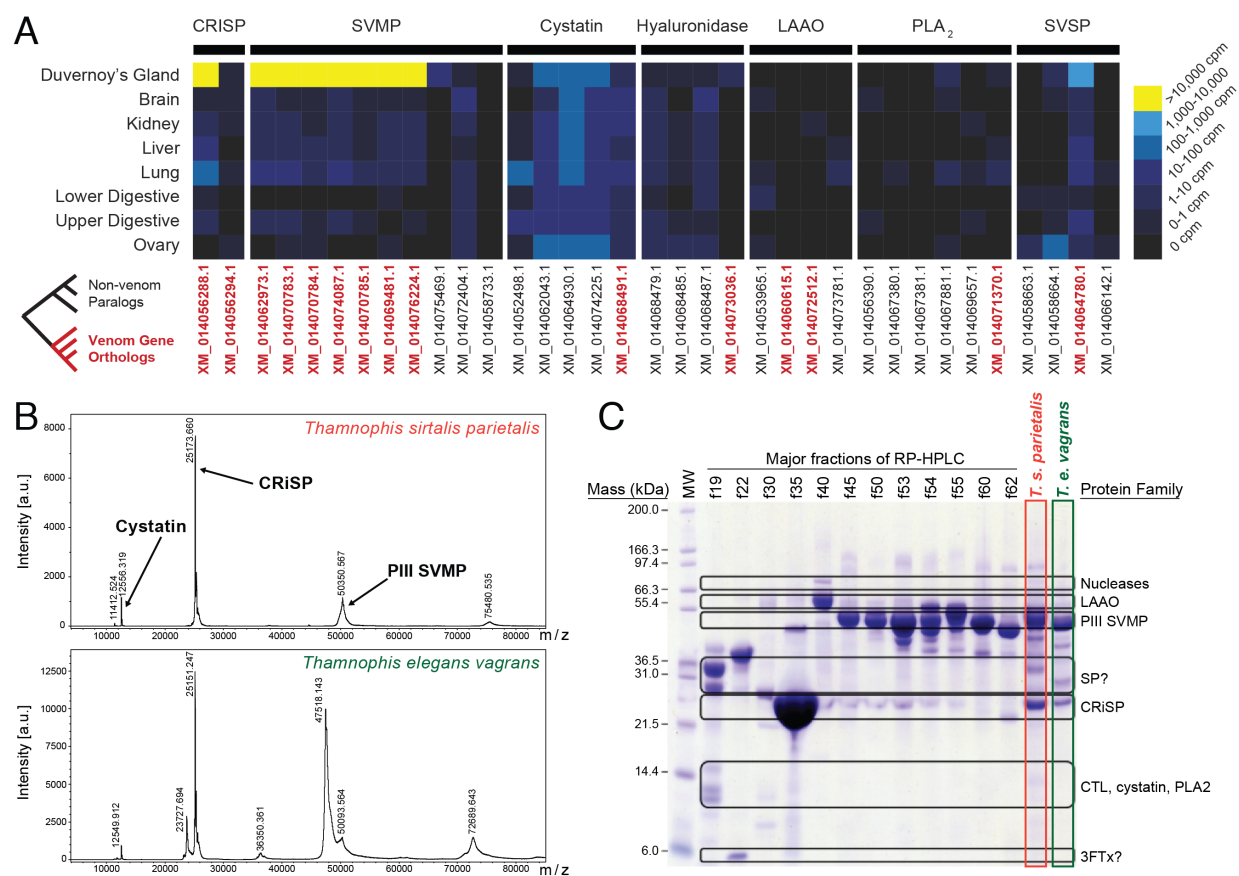 A
CRISP SVMP Cystatin Hyaluronidase LAAO PLA2 SVSP
Duvernoy's Gland
Brain
Kidney
Liver
Lung
Lower Digestive
Upper Digestive
Ovary
>10,000 cpm
1,000-10,000
100-1,000 cpm
10-100 cpm
1-10 cpm
0-1 cpm
0 cpm
Non-venom
Paralogs
Venom Gene
Orthologs
XM_014056288.1
XM_014056294.1
XM_014062973.1
XM_014070783.1
XM_014070784.1
XM_014074087.1
XM_014070785.1
XM_014069481.1
XM_014076224.1
XM_014075469.1
XM_014072404.1
XM_014058733.1
XM_014052498.1
XM_014062043.1
XM_014064930.1
XM_014074225.1
XM_014068491.1
XM_014068479.1
XM_014068485.1
XM_014068487.1
XM_014073036.1
XM_014053965.1
XM_014060615.1
XM_014072512.1
XM_014073781.1
XM_014056390.1
XM_014067380.1
XM_014067381.1
XM_014067881.1
XM_014069657.1
XM_014071370.1
XM_014058663.1
XM_014058664.1
XM_014064780.1
XM_014066142.1
B
Thamnophis sirtalis parietalis
Intensity [a.u.]
8000
6000
4000
2000
0
11412.524
12556.319
25173.660
50350.567
75480.535
Cystatin
CRiSP
PIII SVMP
10000 20000 30000 40000 50000 60000 70000 80000 m/z
Thamnophis elegans vagrans
Intensity [a.u.]
12500
10000
7500
5000
2500
0
12549.912
23727.694
25151.247
36350.361
47518.143
50093.564
72689.643
10000 20000 30000 40000 50000 60000 70000 80000 m/z
C
Major fractions of RP-HPLC
Mass (kDa) MW f19 f22 f30 f35 f40 f45 f50 f53 f54 f55 f60 f62 T. s. parietalis T. e. vagrans Protein Family
200.0
166.3
97.4
66.3
55.4
36.5
31.0
21.5
14.4
6.0
Nucleases
LAAO
PIII SVMP
SP?
CRiSP
CTL, cystatin, PLA2
3FTx?